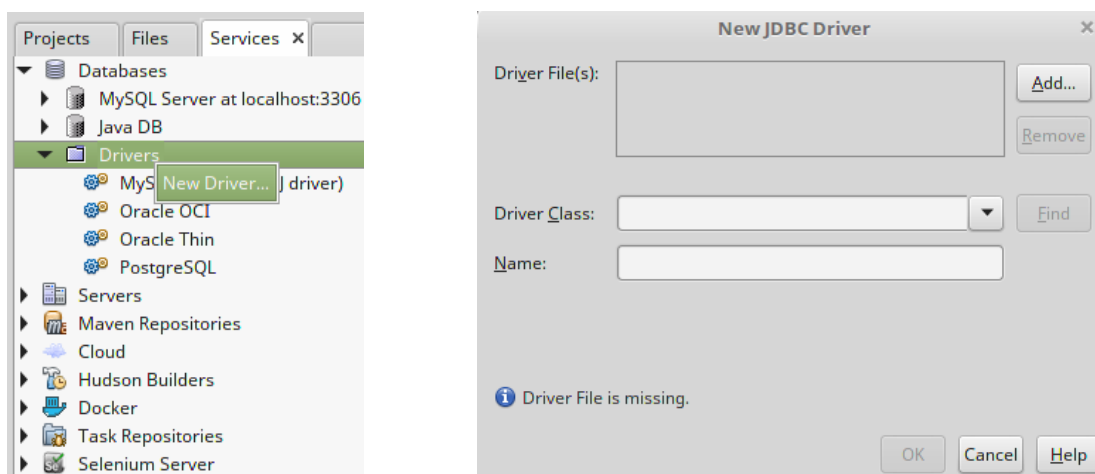 Projects Files Services
Databases
MySQL Server at localhost:3306
Java DB
Drivers
MyS New Driver... J driver)
Oracle OCI
Oracle Thin
PostgreSQL
Servers
Maven Repositories
Cloud
Hudson Builders
Docker
Task Repositories
Selenium Server
New JDBC Driver
Driver File(s):
Add...
Remove
Driver Class:
Find
Name:
Driver File is missing.
OK Cancel Help